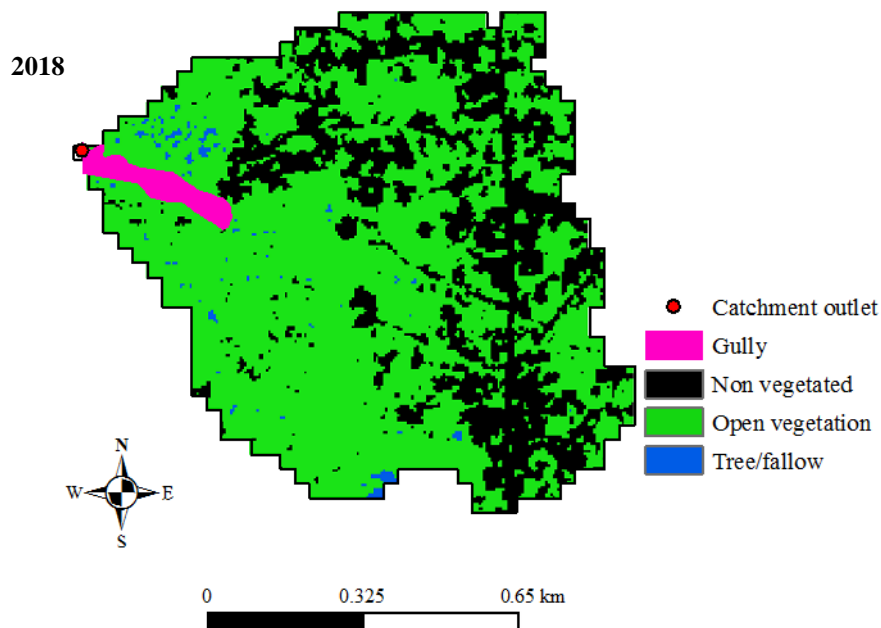 2018
Catchment outlet
Gully
Non vegetated
Open vegetation
Tree/fallow
N
W E
S
0 0.325 0.65 km